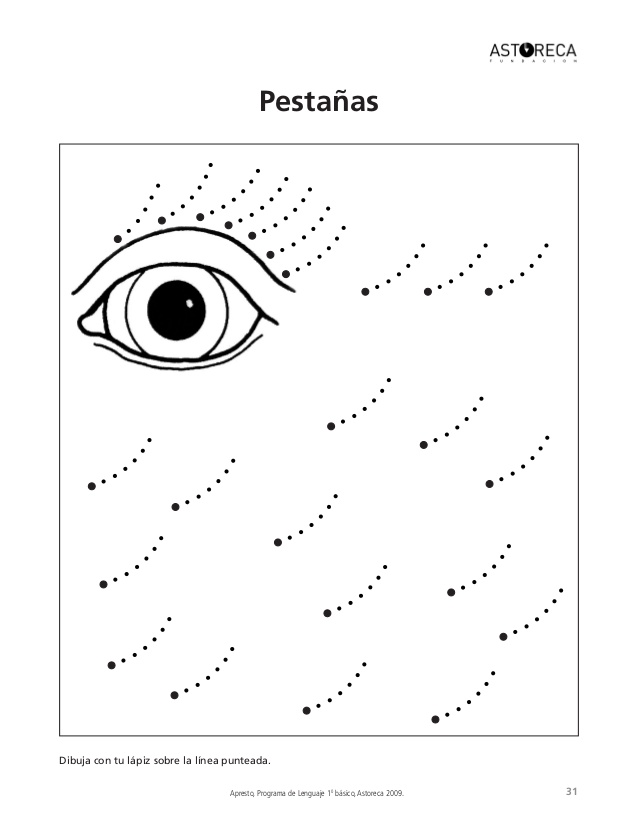 ASTORECA
FUNDACION
Pestañas
Dibuja con tu lápiz sobre la línea punteada.
Apresto, Programa de Lenguaje 1º básico, Astoreca 2009.
31